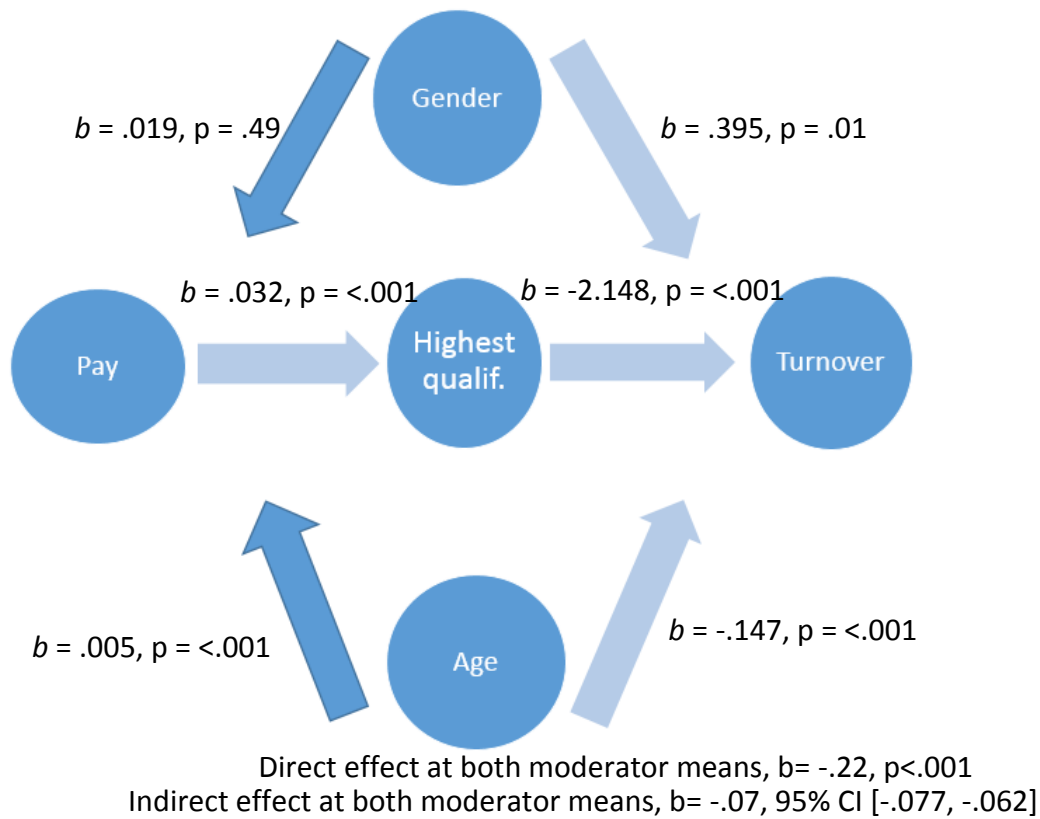 Gender
b = .019, p = .49
b = .395, p = .01
b = .032, p = <.001
b = -2.148, p = <.001
Pay
Highest
qualif.
Turnover
b = .005, p = <.001
Age
b = -.147, p = <.001
Direct effect at both moderator means, b= -.22, p<.001
Indirect effect at both moderator means, b= -.07, 95% CI [-.077, -.062]